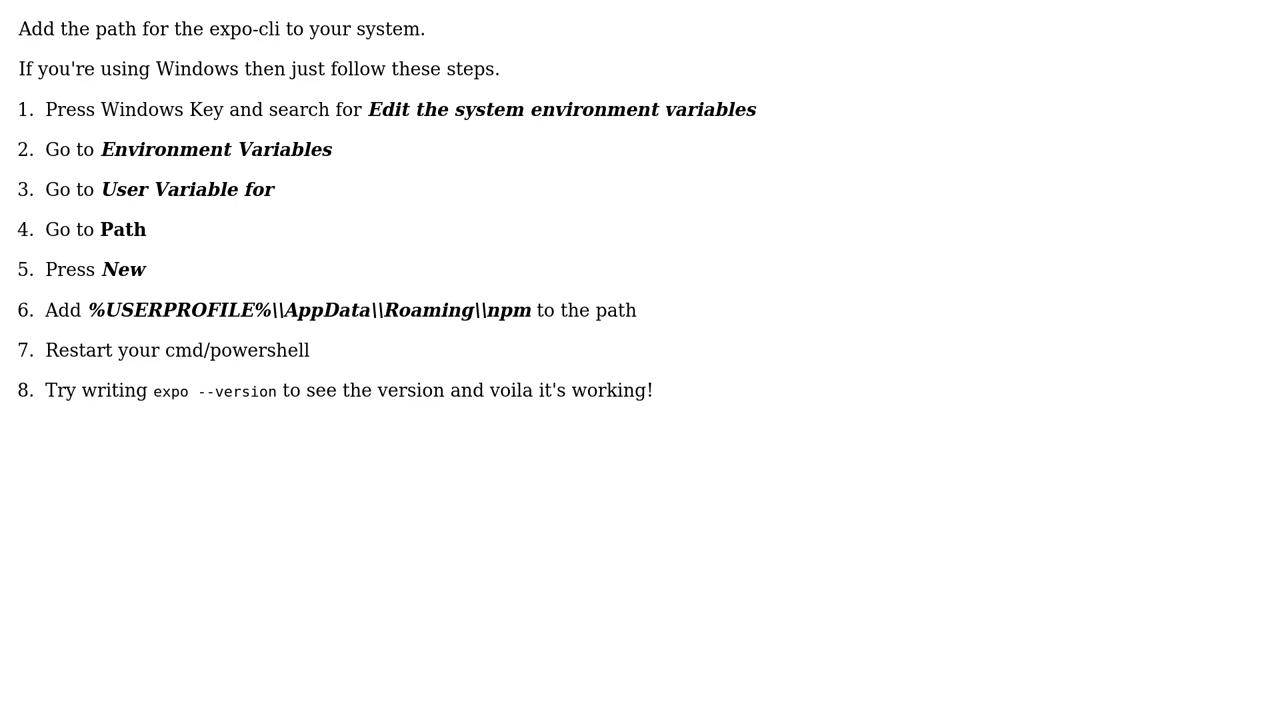 Add the path for the expo-cli to your system.
If you're using Windows then just follow these steps.
1. Press Windows Key and search for Edit the system environment variables
2. Go to Environment Variables
3. Go to User Variable for
4. Go to Path
5. Press New
6. Add %USERPROFILE%\\AppData\\Roaming\\npm to the path
7. Restart your cmd/powershell
8. Try writing expo --version to see the version and voila it's working!